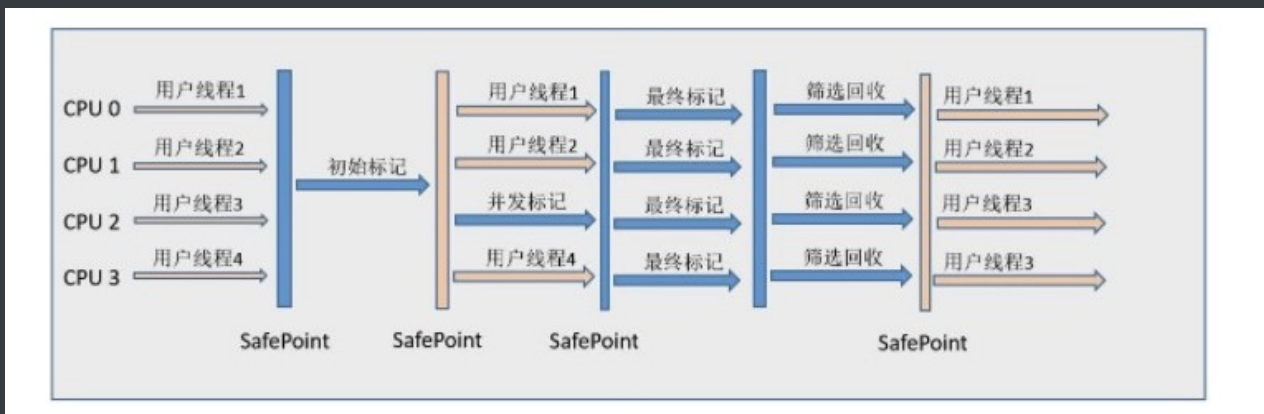 CPU 0 用户线程1 用户线程1 最终标记 筛选回收 用户线程1
CPU 1 用户线程2 初始标记 用户线程2 最终标记 筛选回收 用户线程2
CPU 2 用户线程3 并发标记 最终标记 筛选回收 用户线程3
CPU 3 用户线程4 用户线程4 最终标记 筛选回收 用户线程3
SafePoint SafePoint SafePoint SafePoint